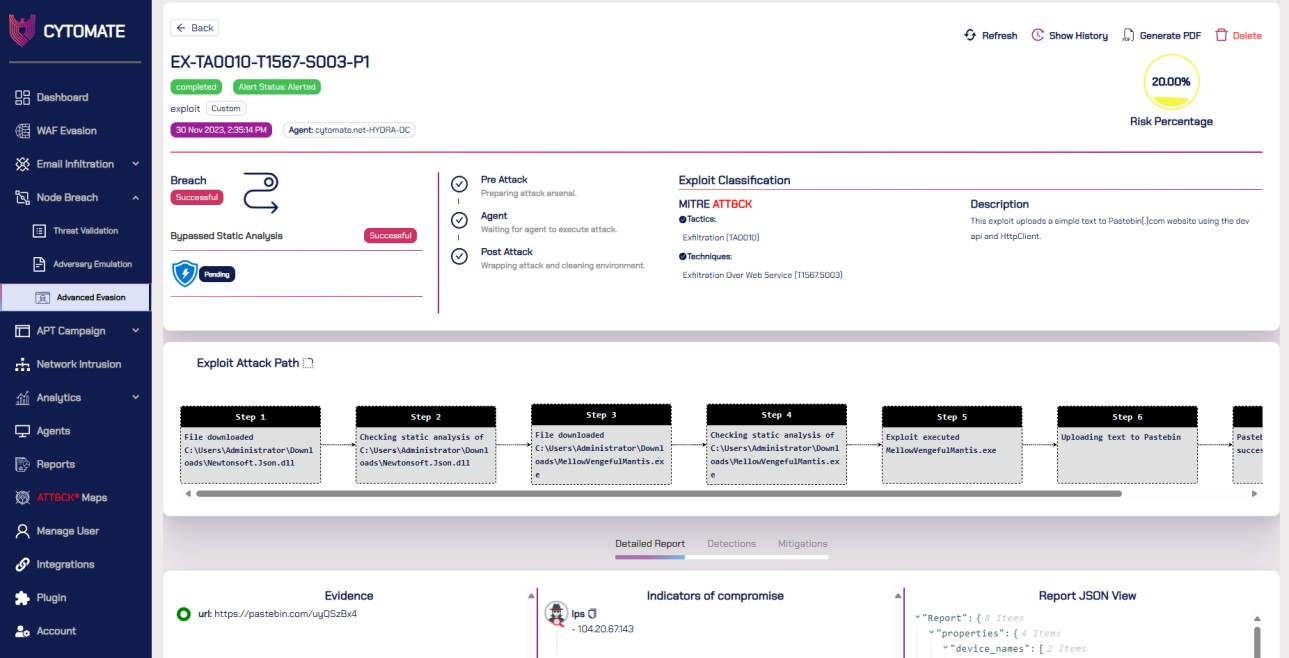 CYTOMATE
Dashboard
WAF Evasion
Email Infiltration
Node Breach
Threat Validation
Adversary Emulation
Advanced Evasion
APT Campaign
Network Intrusion
Analytics
Agents
Reports
ATT&CK® Maps
Manage User
Integrations
Plugin
Account
Back
Refresh
Show History
Generate PDF
Delete
EX-TA0010-T1567-S003-P1
completed
Alert Status: Alerted
exploit
Custom
30 Nov 2023, 2:35:14 PM
Agent: cytomate.net-HYDRA-DC
20.00%
Risk Percentage
Breach
Successful
Bypassed Static Analysis
Successful
Pending
Pre Attack
Preparing attack arsenal.
Agent
Waiting for agent to execute attack.
Post Attack
Wrapping attack and cleaning environment.
Exploit Classification
MITRE ATT&CK
Tactics:
Exfiltration (TA0010)
Techniques:
Exfiltration Over Web Service (T1567.S003)
Description
This exploit uploads a simple text to Pastebin[.]com website using the dev
api and HttpClient.
Exploit Attack Path
Step 1
File downloaded
C:\Users\Administrator\Downl
oads\Newtonsoft.Json.dll
Step 2
Checking static analysis of
C:\Users\Administrator\Downl
oads\Newtonsoft.Json.dll
Step 3
File downloaded
C:\Users\Administrator\Downl
oads\MellowVengefulMantis.ex
e
Step 4
Checking static analysis of
C:\Users\Administrator\Downl
oads\MellowVengefulMantis.ex
e
Step 5
Exploit executed
MellowVengefulMantis.exe
Step 6
Uploading text to Pastebin
Detailed Report
Detections
Mitigations
Evidence
url: https://pastebin.com/uyQSzBx4
Indicators of compromise
Ips
- 104.20.67.143
Report JSON View
"Report": { 8 Items
"properties": { 4 Items
"device_names": [ 2 Items